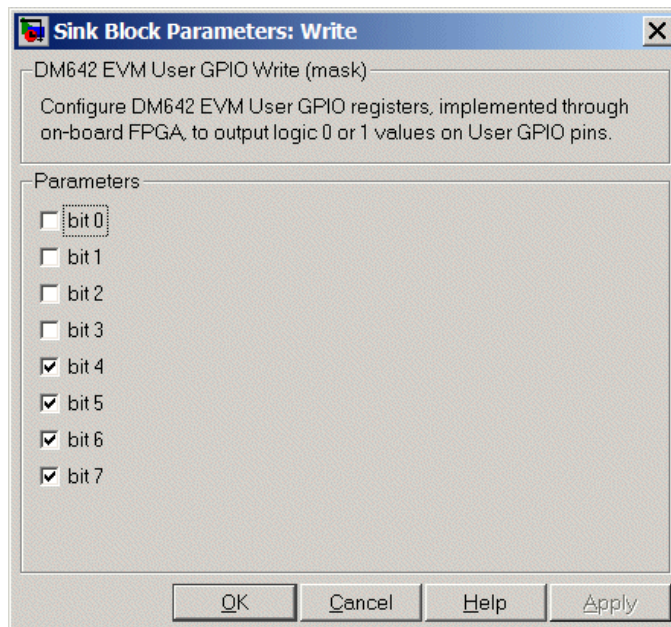 Sink Block Parameters: Write
DM642 EVM User GPIO Write (mask)
Configure DM642 EVM User GPIO registers, implemented through
on-board FPGA, to output logic 0 or 1 values on User GPIO pins.
Parameters
bit 0
bit 1
bit 2
bit 3
bit 4
bit 5
bit 6
bit 7
OK Cancel Help Apply